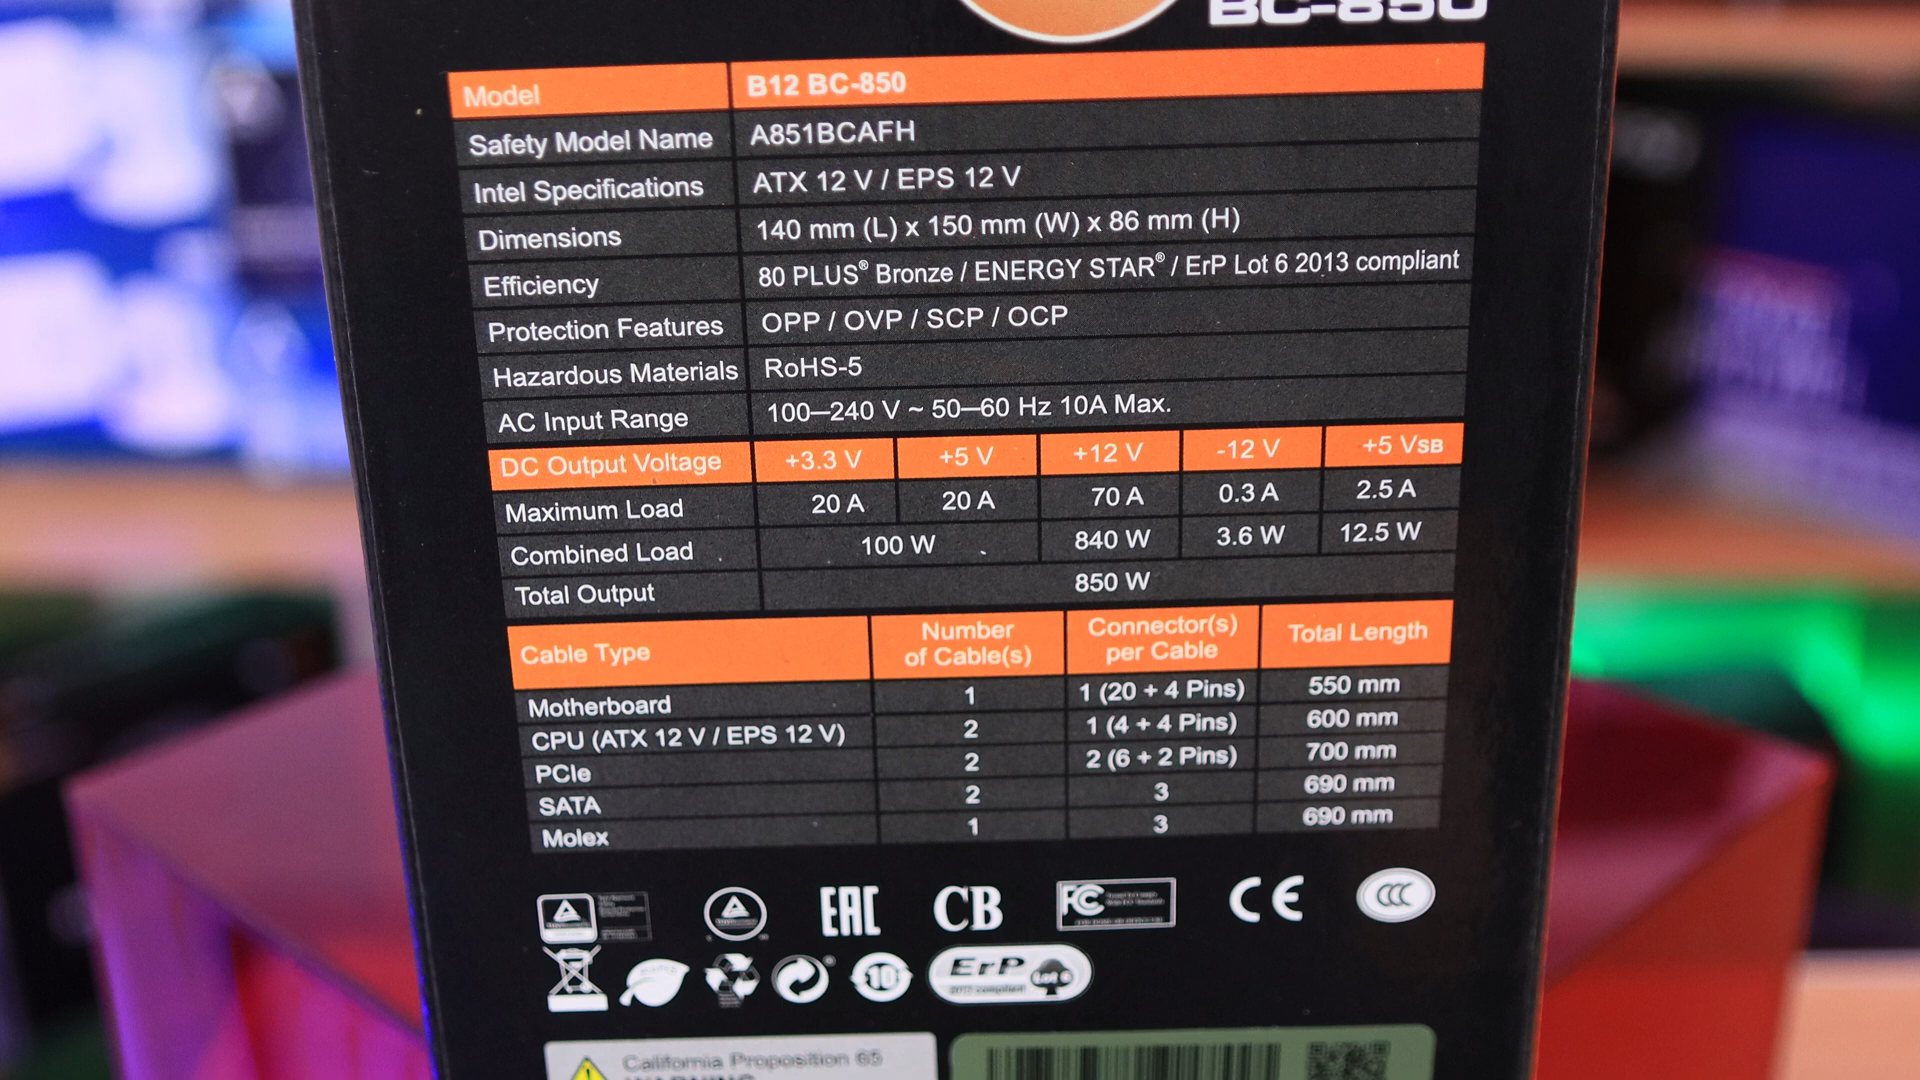 BC-850
Model B12 BC-850
Safety Model Name A851BCAFH
Intel Specifications ATX 12 V / EPS 12 V
Dimensions 140 mm (L) x 150 mm (W) x 86 mm (H)
Efficiency 80 PLUS® Bronze / ENERGY STAR® / ErP Lot 6 2013 compliant
Protection Features OPP / OVP / SCP / OCP
Hazardous Materials RoHS-5
AC Input Range 100—240 V ~ 50—60 Hz 10A Max.
DC Output Voltage +3.3 V +5 V +12 V -12 V +5 VSB
Maximum Load 20 A 20 A 70 A 0.3 A 2.5 A
Combined Load 100 W 840 W 3.6 W 12.5 W
Total Output 850 W
Cable Type Number of Cable(s) Connector(s) per Cable Total Length
Motherboard 1 1 (20 + 4 Pins) 550 mm
CPU (ATX 12 V / EPS 12 V) 2 1 (4 + 4 Pins) 600 mm
PCIe 2 2 (6 + 2 Pins) 700 mm
SATA 2 3 690 mm
Molex 1 3 690 mm
EAC CB FC CE CCC
10 ErP Lot 6
California Proposition 65
WARNING